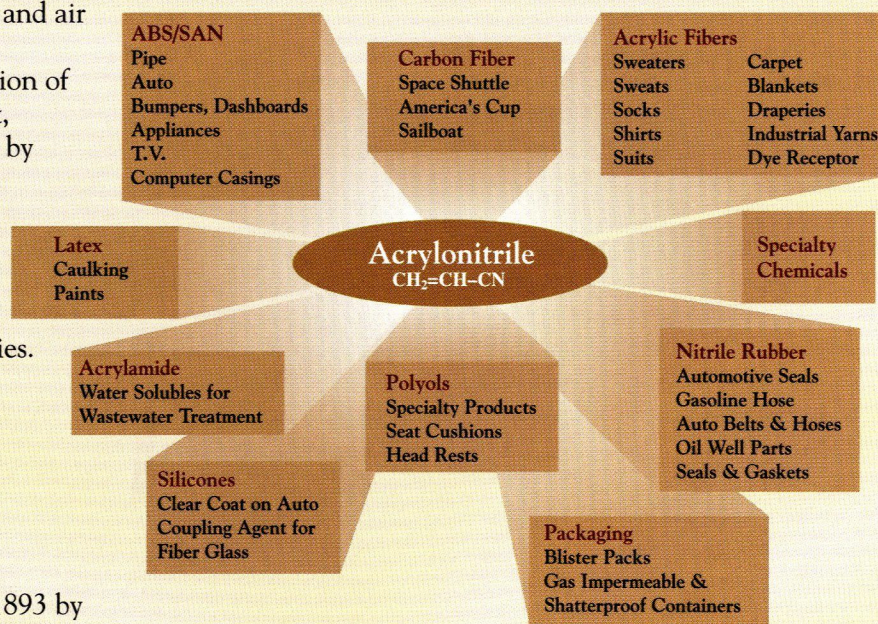 and air
ion of
by
ies.
893 by
ABS/SAN
Pipe
Auto
Bumpers, Dashboards
Appliances
T.V.
Computer Casings
Carbon Fiber
Space Shuttle
America's Cup
Sailboat
Acrylic Fibers
Sweaters
Sweats
Socks
Shirts
Suits
Carpet
Blankets
Draperies
Industrial Yarns
Dye Receptor
Latex
Caulking
Paints
Acrylonitrile
CH₂=CH–CN
Specialty
Chemicals
Acrylamide
Water Solubles for
Wastewater Treatment
Polyols
Specialty Products
Seat Cushions
Head Rests
Nitrile Rubber
Automotive Seals
Gasoline Hose
Auto Belts & Hoses
Oil Well Parts
Seals & Gaskets
Silicones
Clear Coat on Auto
Coupling Agent for
Fiber Glass
Packaging
Blister Packs
Gas Impermeable &
Shatterproof Containers